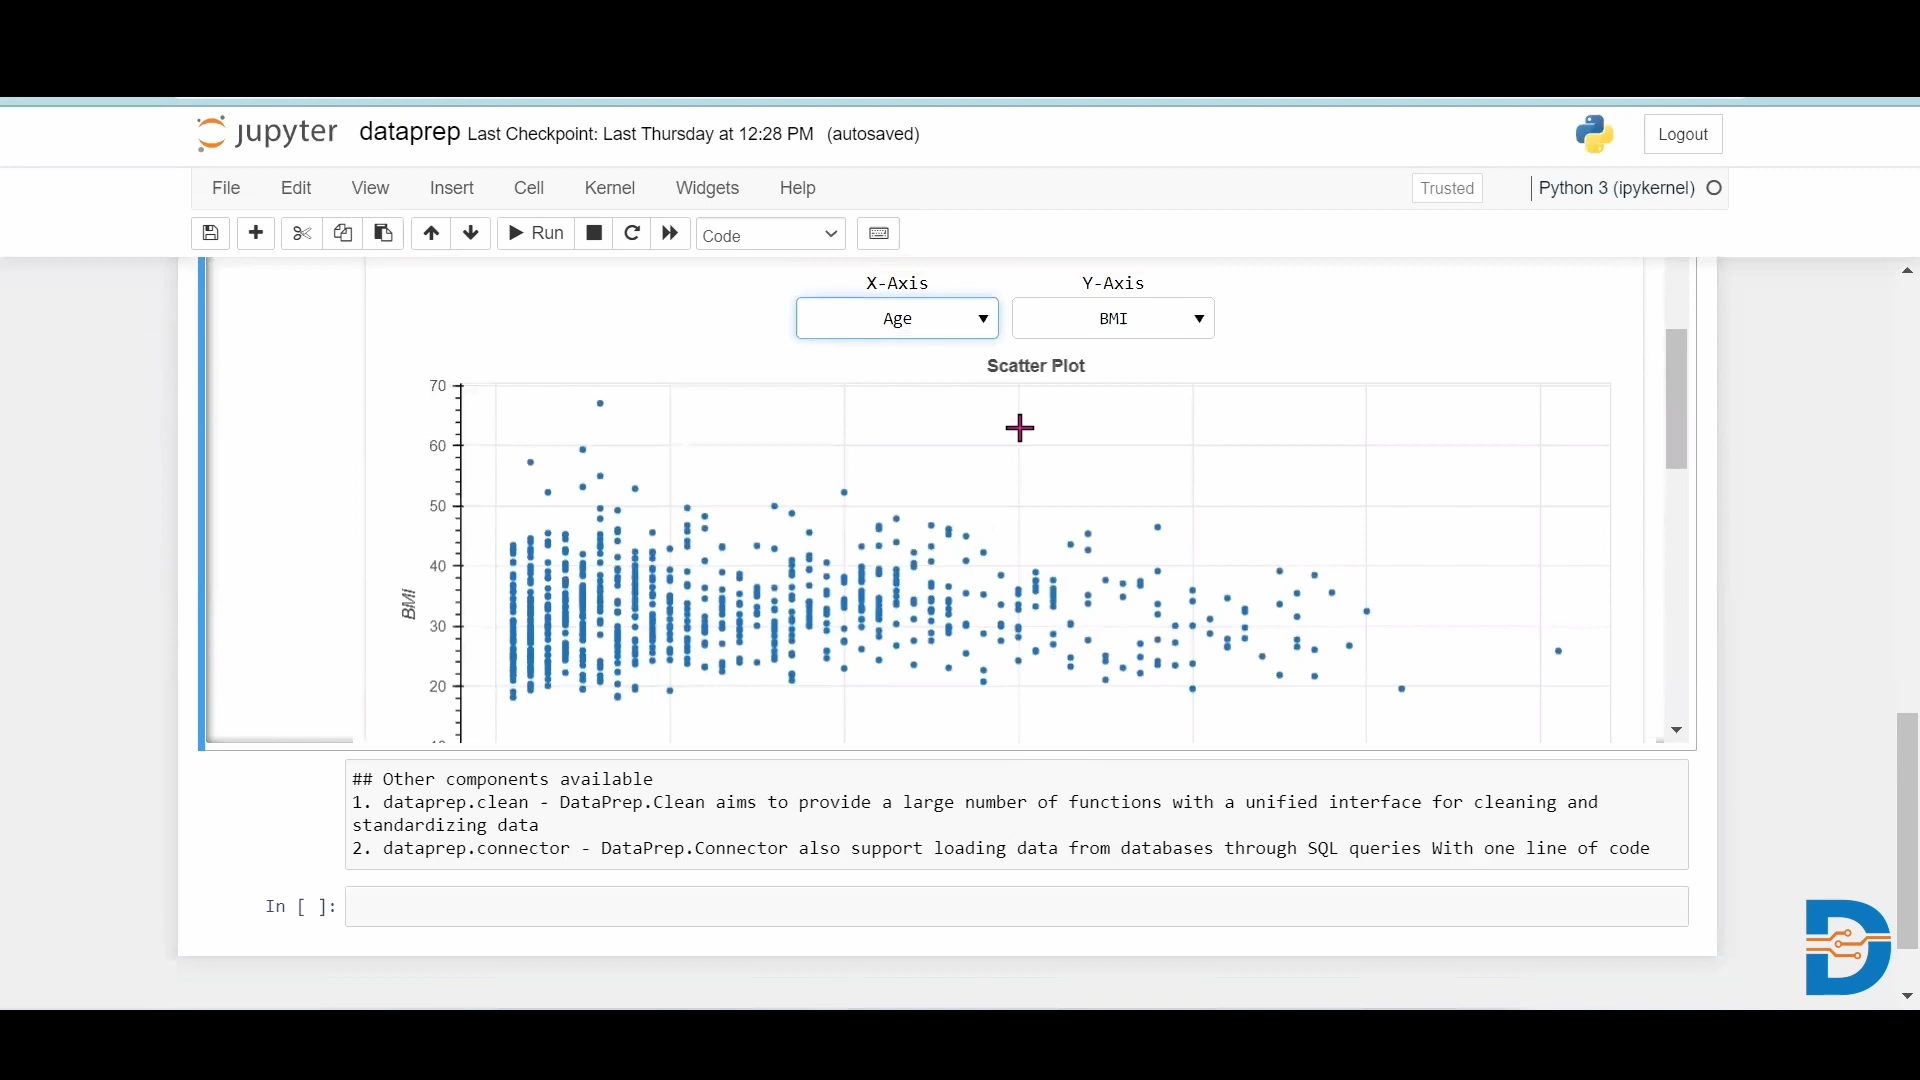 jupyter dataprep Last Checkpoint: Last Thursday at 12:28 PM (autosaved) Logout
File Edit View Insert Cell Kernel Widgets Help Trusted Python 3 (ipykernel)
Run Code
X-Axis Y-Axis
Age BMI
Scatter Plot
70
60
50
40
30
20
BMI
## Other components available
1. dataprep.clean - DataPrep.Clean aims to provide a large number of functions with a unified interface for cleaning and
standardizing data
2. dataprep.connector - DataPrep.Connector also support loading data from databases through SQL queries With one line of code
In [ ]:
D